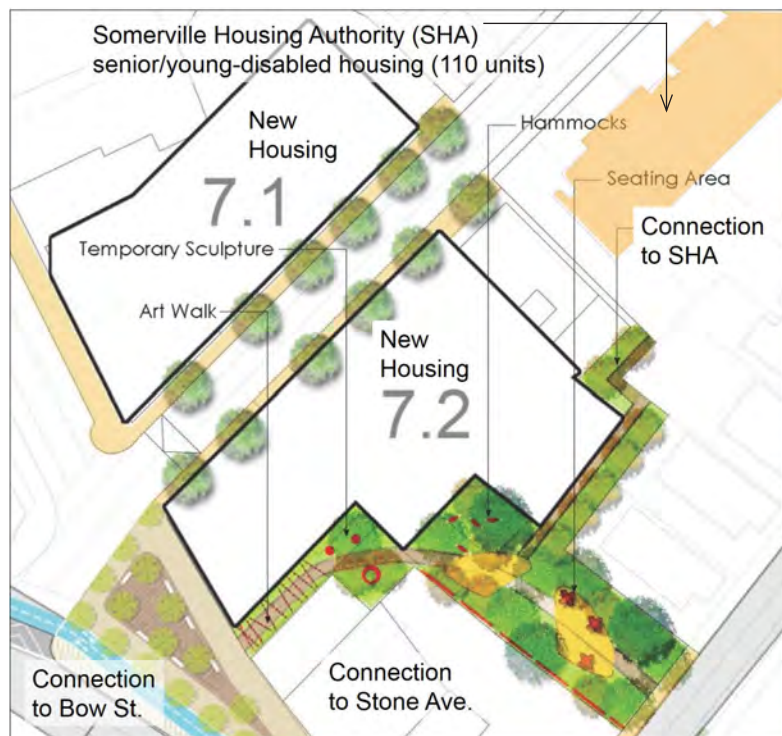 Somerville Housing Authority (SHA)
senior/young-disabled housing (110 units)
New
Housing
7.1
Hammocks
Seating Area
Connection
to SHA
Temporary Sculpture
Art Walk
New
Housing
7.2
Connection
to Bow St.
Connection
to Stone Ave.